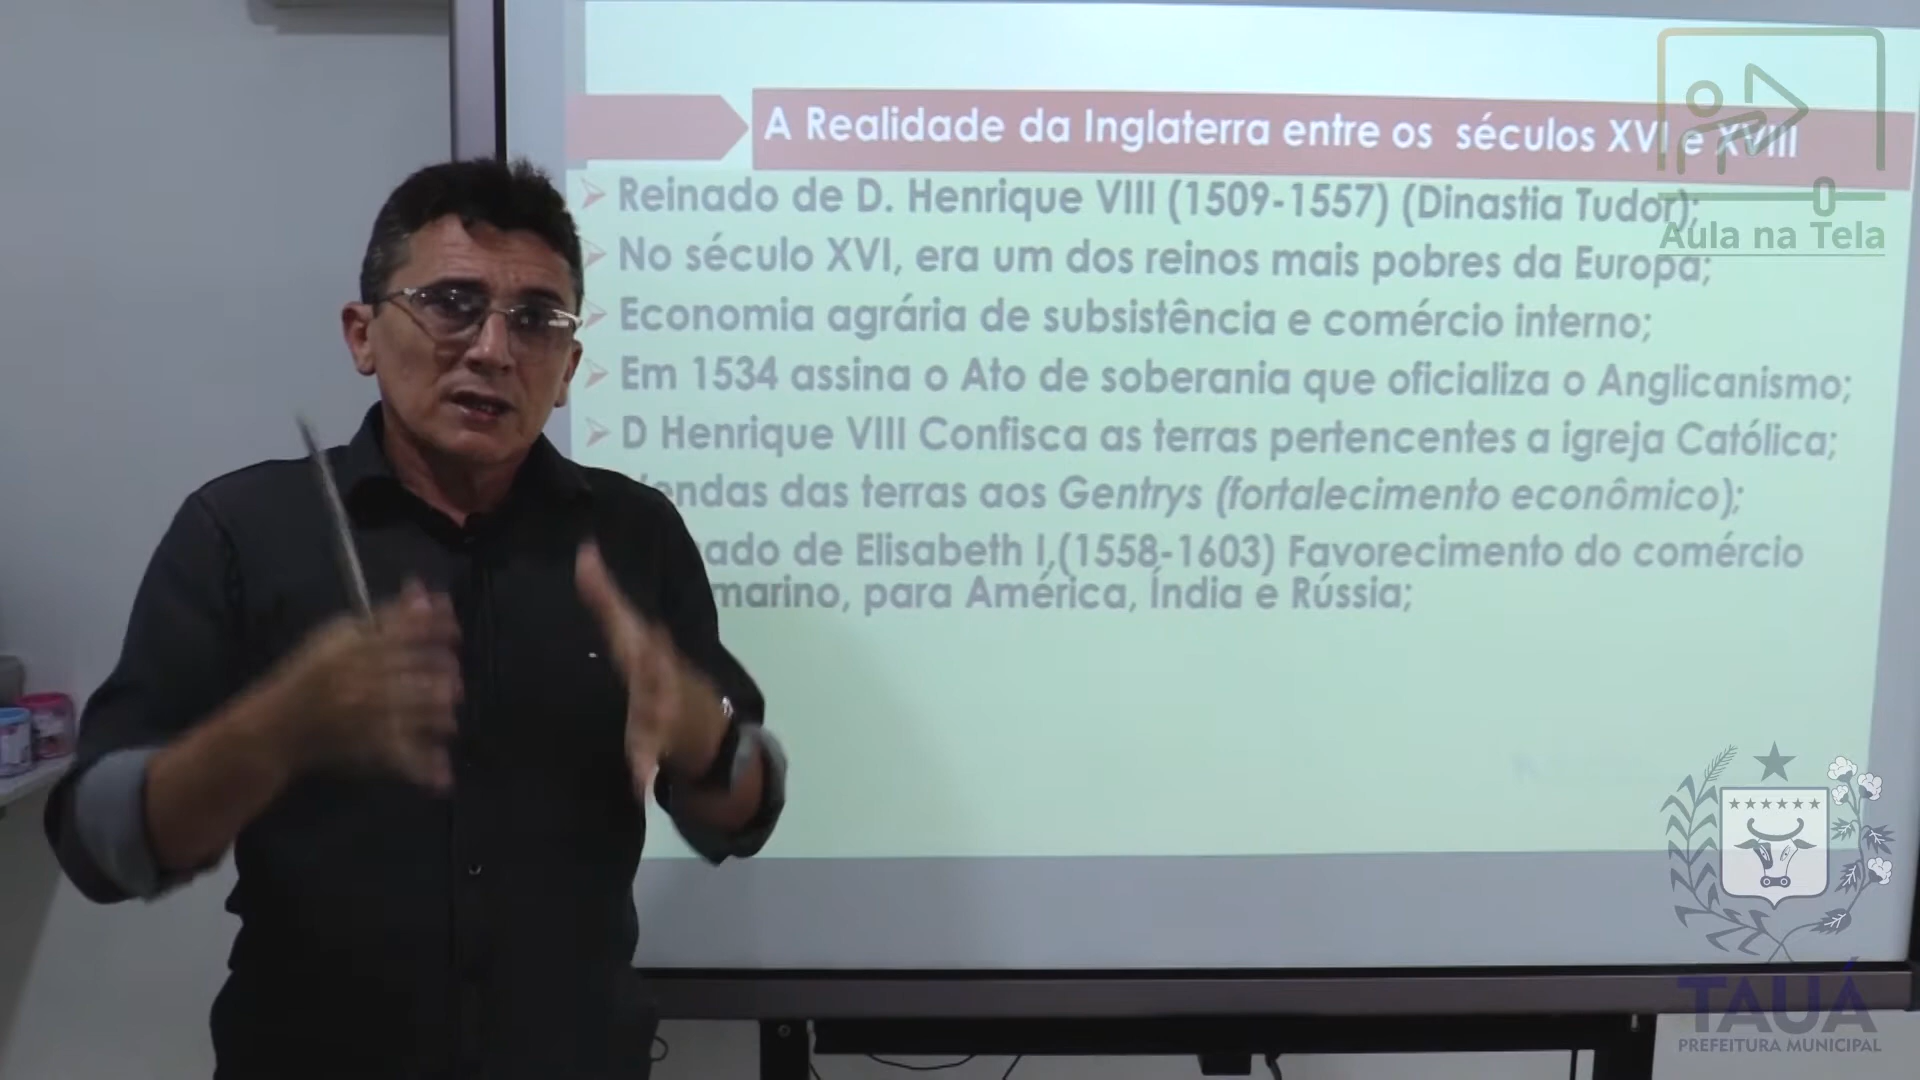 A Realidade da Inglaterra entre os séculos XVI e XVIII
Reinado de D. Henrique VIII (1509-1557) (Dinastia Tudor);
No século XVI, era um dos reinos mais pobres da Europa;
Economia agrária de subsistência e comércio interno;
Em 1534 assina o Ato de soberania que oficializa o Anglicanismo;
D Henrique VIII Confisca as terras pertencentes a igreja Católica;
endas das terras aos Gentrys (fortalecimento econômico);
ado de Elisabeth I,(1558-1603) Favorecimento do comércio
marino, para América, Índia e Rússia;
Aula na Tela
TAUÁ
PREFEITURA MUNICIPAL